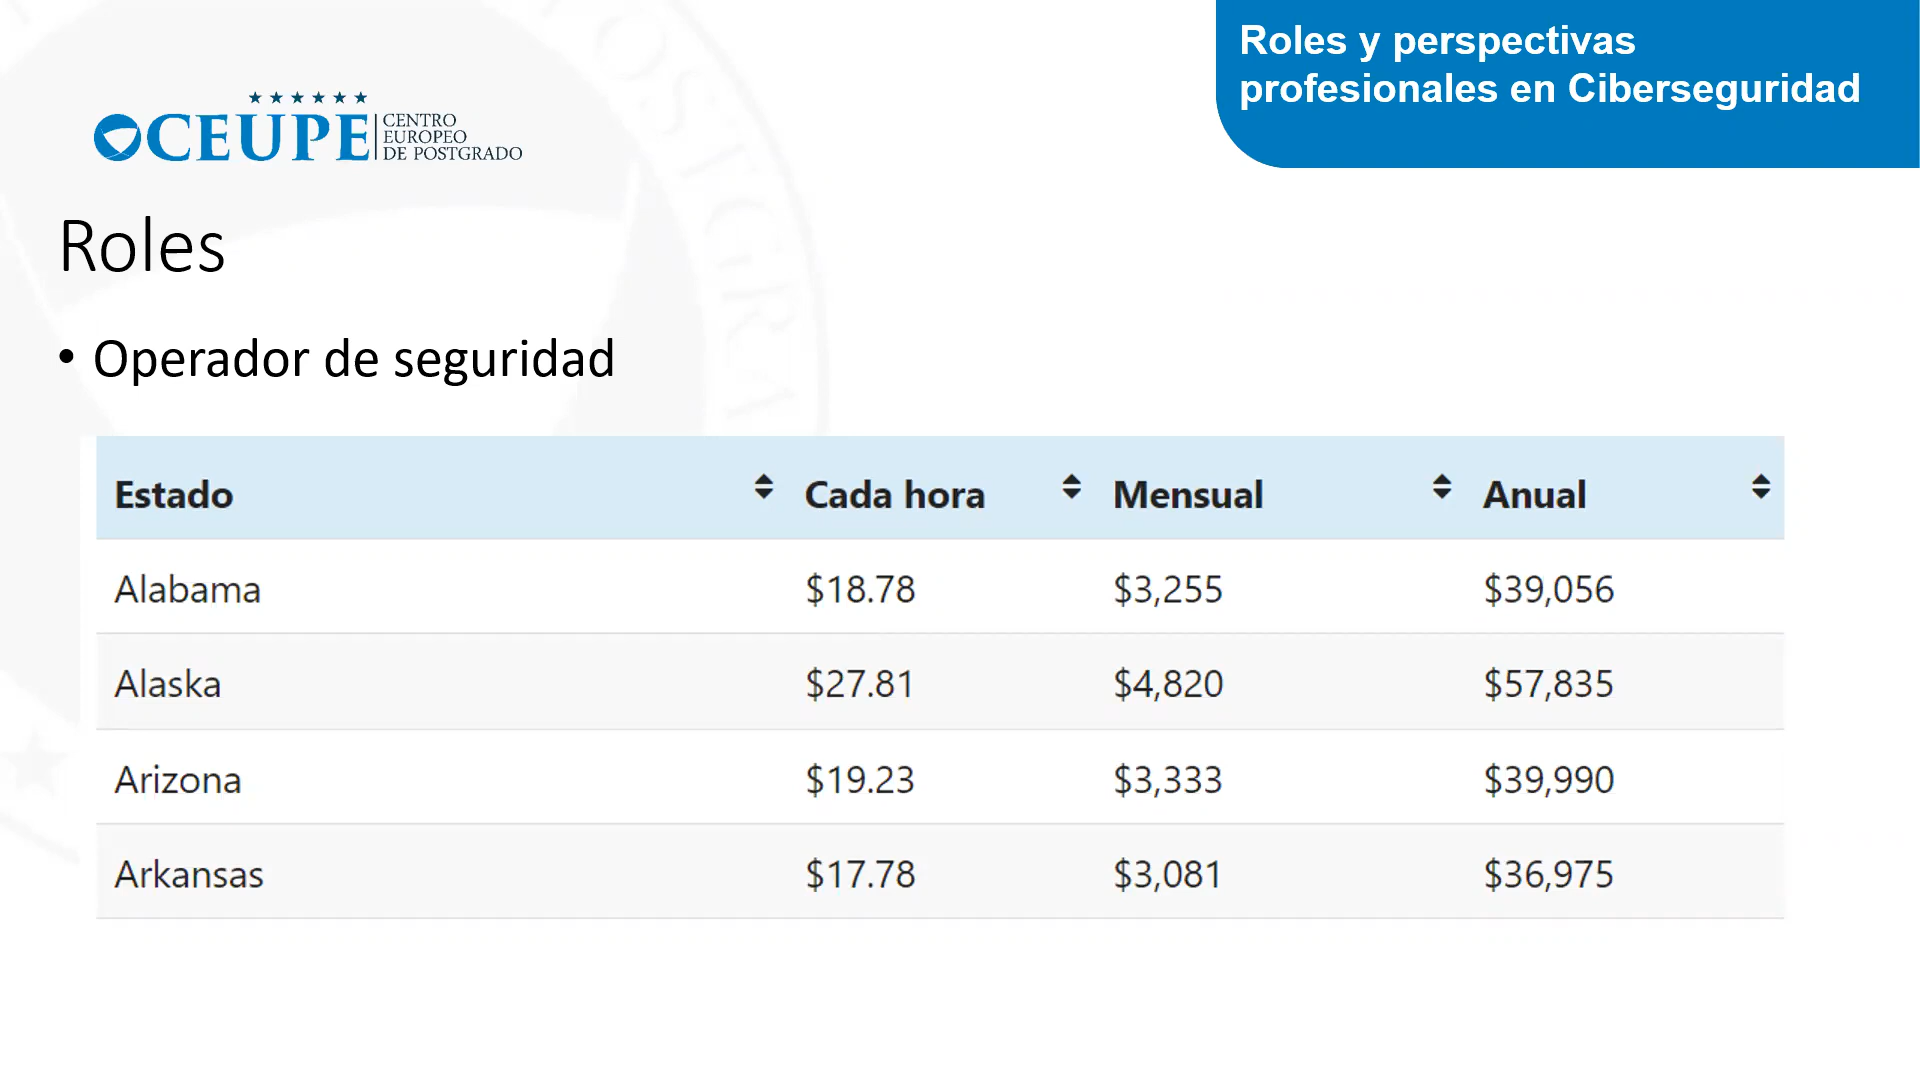 Roles y perspectivas
profesionales en Ciberseguridad
CEUPE
CENTRO
EUROPEO
DE POSTGRADO
Roles
• Operador de seguridad
Estado Cada hora Mensual Anual
Alabama $18.78 $3,255 $39,056
Alaska $27.81 $4,820 $57,835
Arizona $19.23 $3,333 $39,990
Arkansas $17.78 $3,081 $36,975